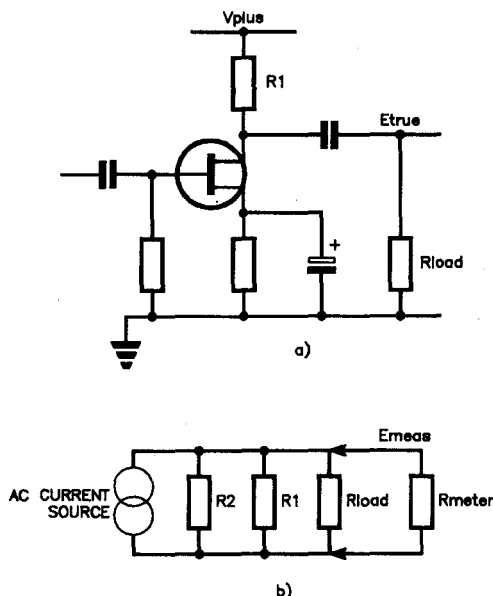 Vplus
R1
Etrue
+
Rload
a)
Emeas
AC CURRENT
SOURCE
R2
R1
Rload
Rmeter
b)